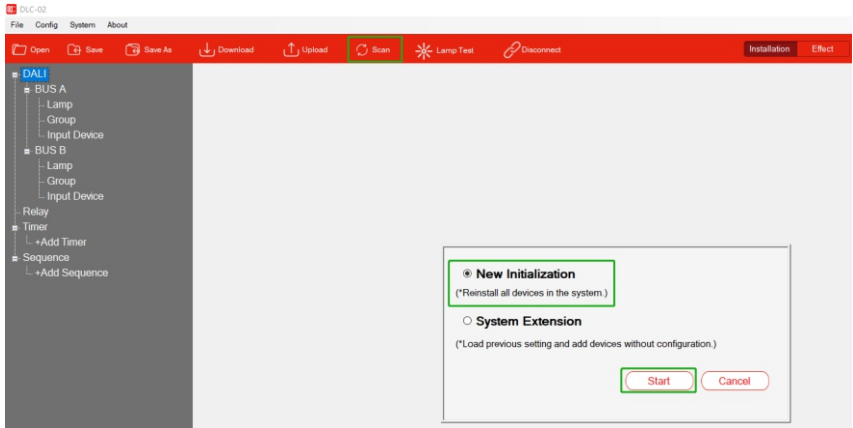 DLC-02
File Config System About
Open Save Save As Download Upload Scan Lamp Test Disconnect Installation Effect
DALI
BUS A
Lamp
Group
Input Device
BUS B
Lamp
Group
Input Device
Relay
Timer
+Add Timer
Sequence
+Add Sequence
New Initialization
(*Reinstall all devices in the system.)
System Extension
(*Load previous setting and add devices without configuration.)
Start Cancel